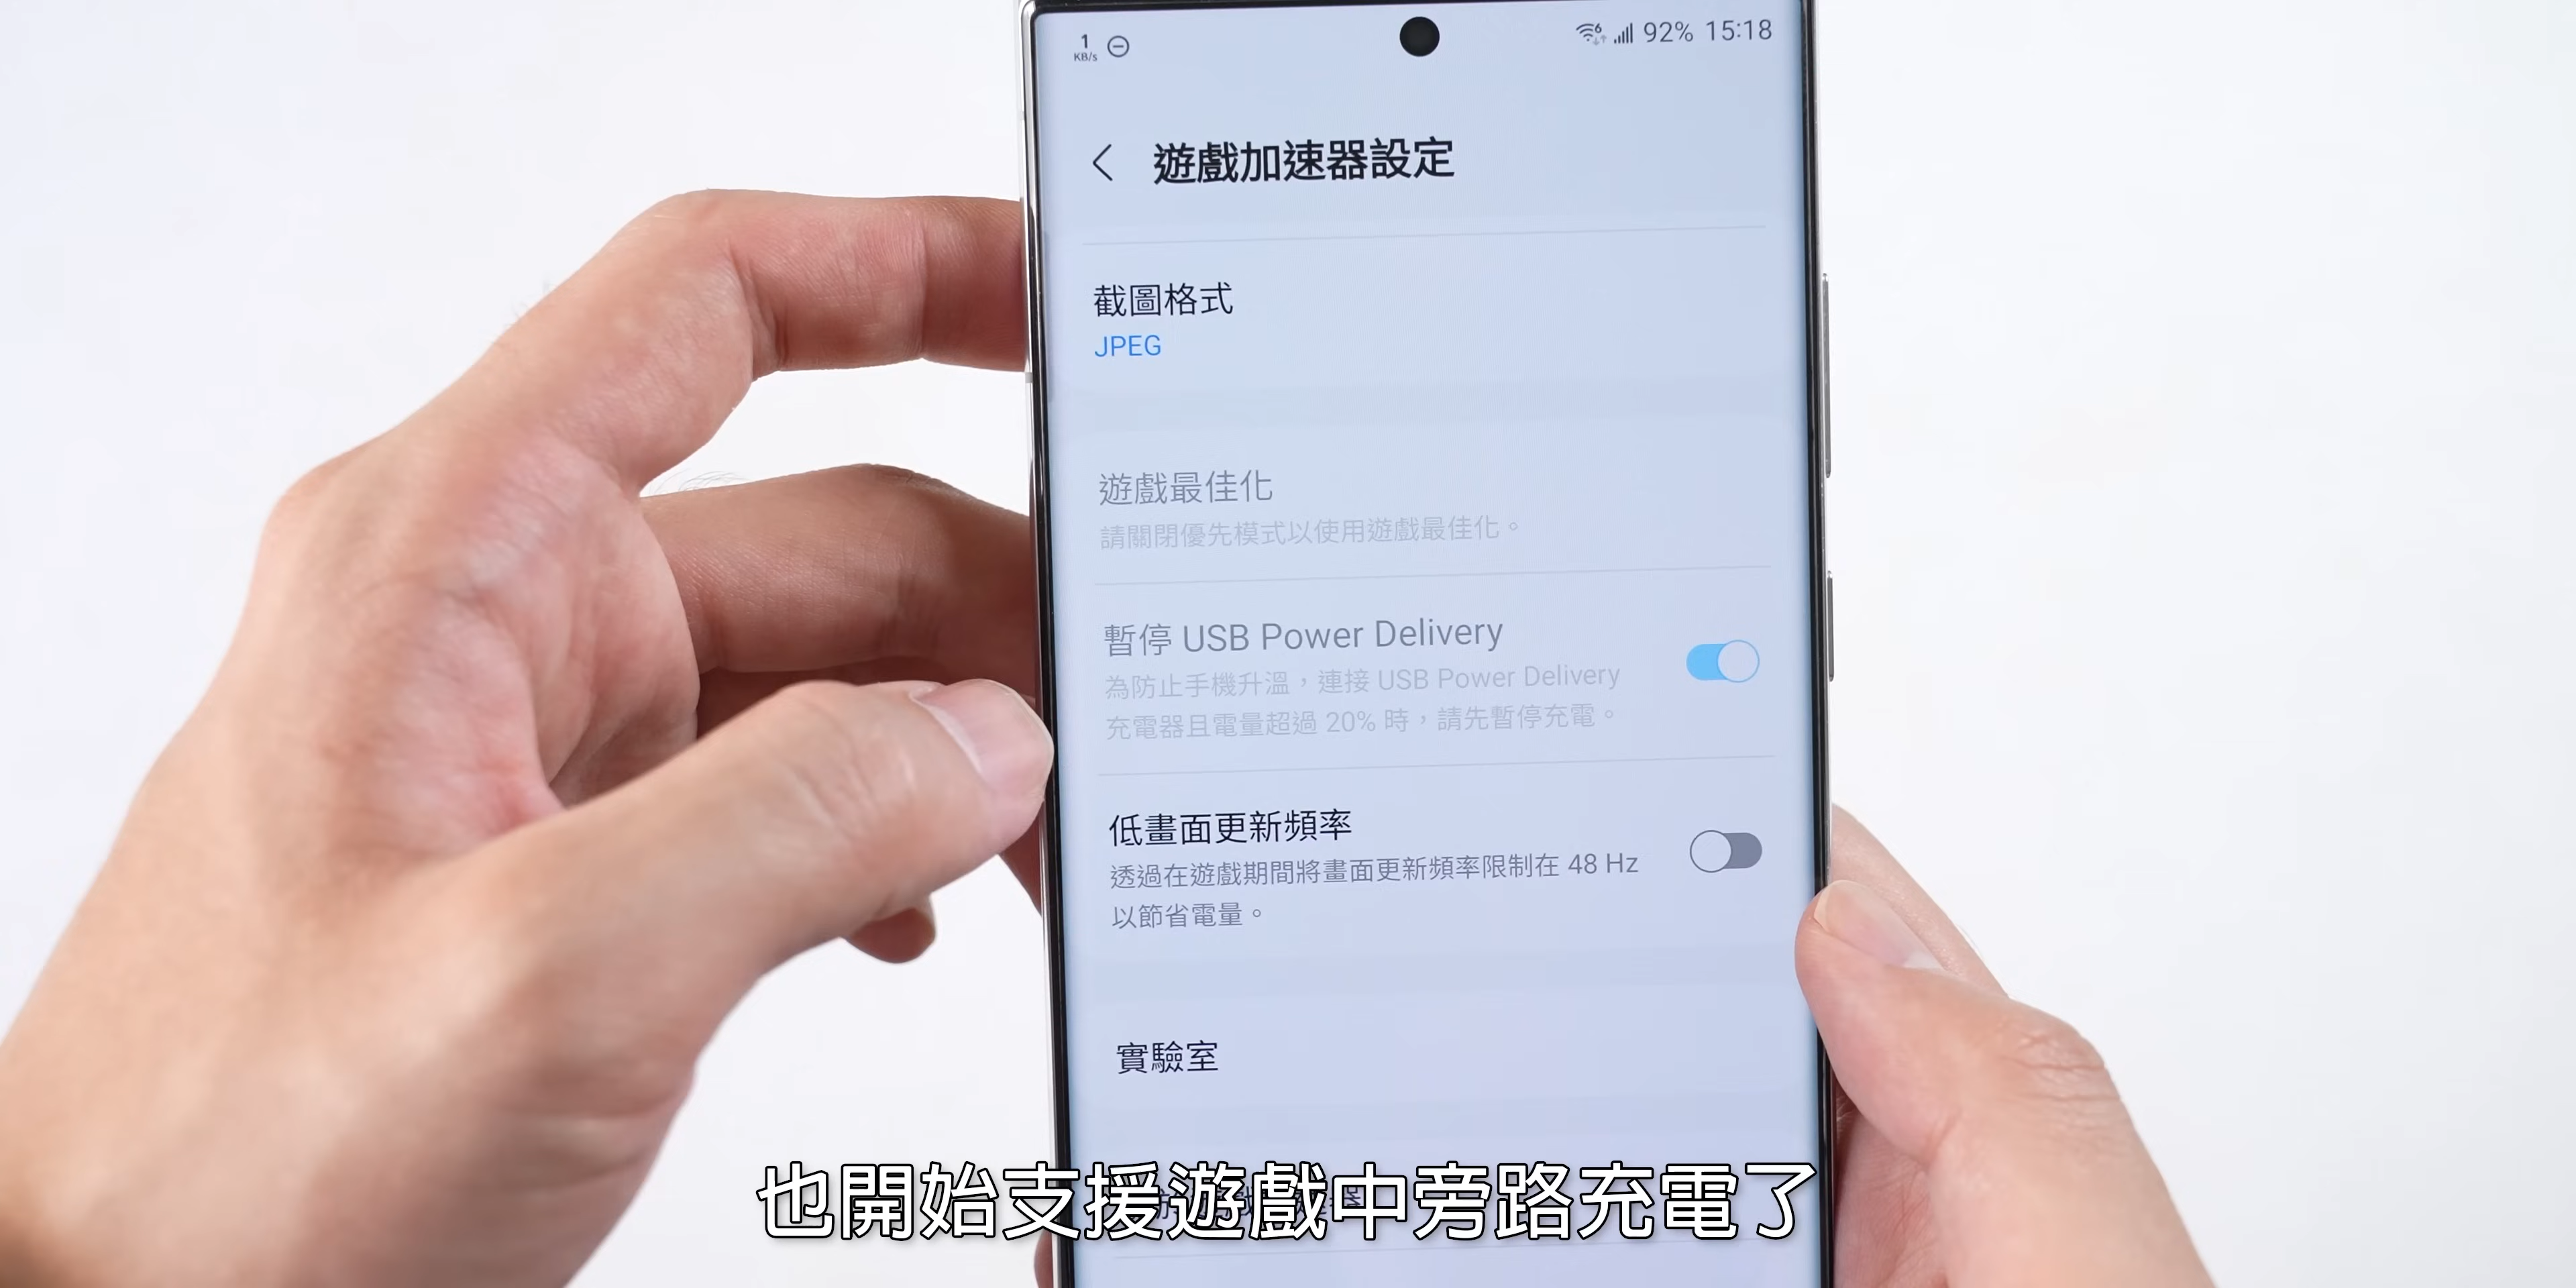 1
KB/s
92% 15:18
遊戲加速器設定
截圖格式
JPEG
遊戲最佳化
請關閉優先模式以使用遊戲最佳化。
暫停 USB Power Delivery
為防止手機升溫，連接 USB Power Delivery
充電器且電量超過 20% 時，請先暫停充電。
低畫面更新頻率
透過在遊戲期間將畫面更新頻率限制在 48 Hz
以節省電量。
實驗室
也開始支援遊戲中旁路充電了